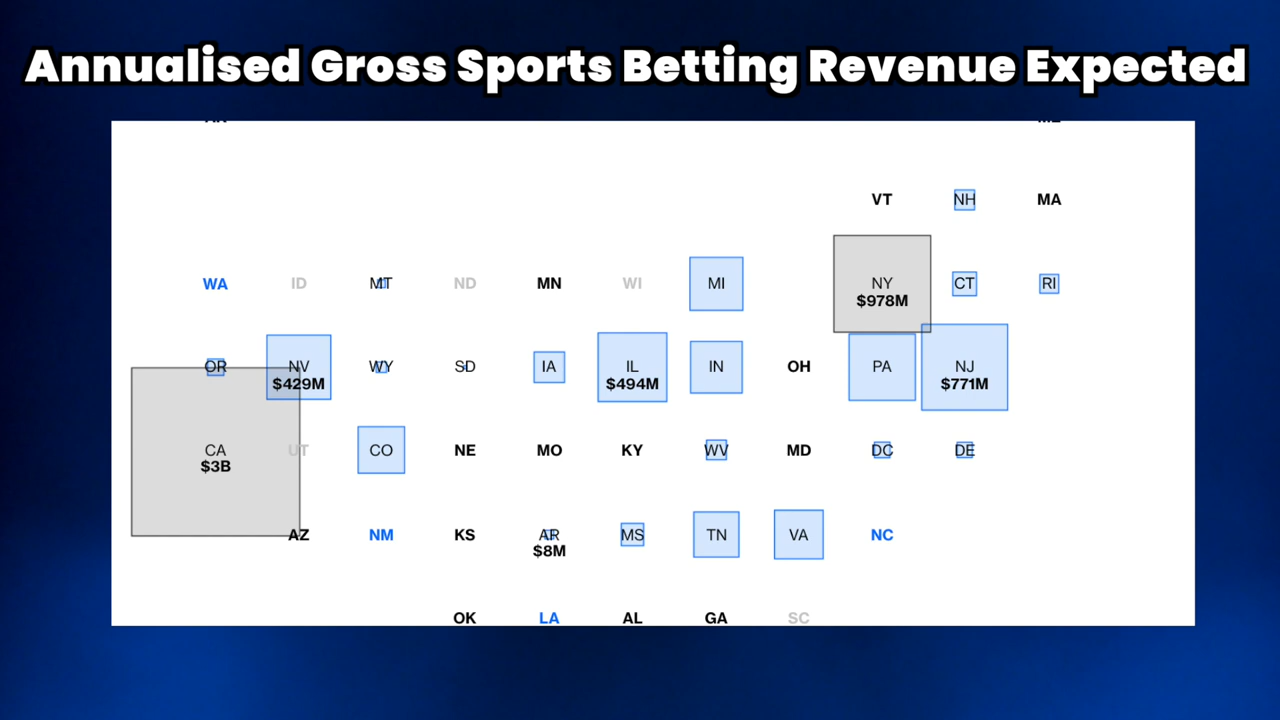 Annualised Gross Sports Betting Revenue Expected
VT NH MA
WA ID MT ND MN WI MI NY CT RI
$978M
OR NV WY SD IA IL IN OH PA NJ
$429M $494M $771M
CA UT CO NE MO KY WV MD DC DE
$3B
AZ NM KS AR MS TN VA NC
$8M
OK LA AL GA SC